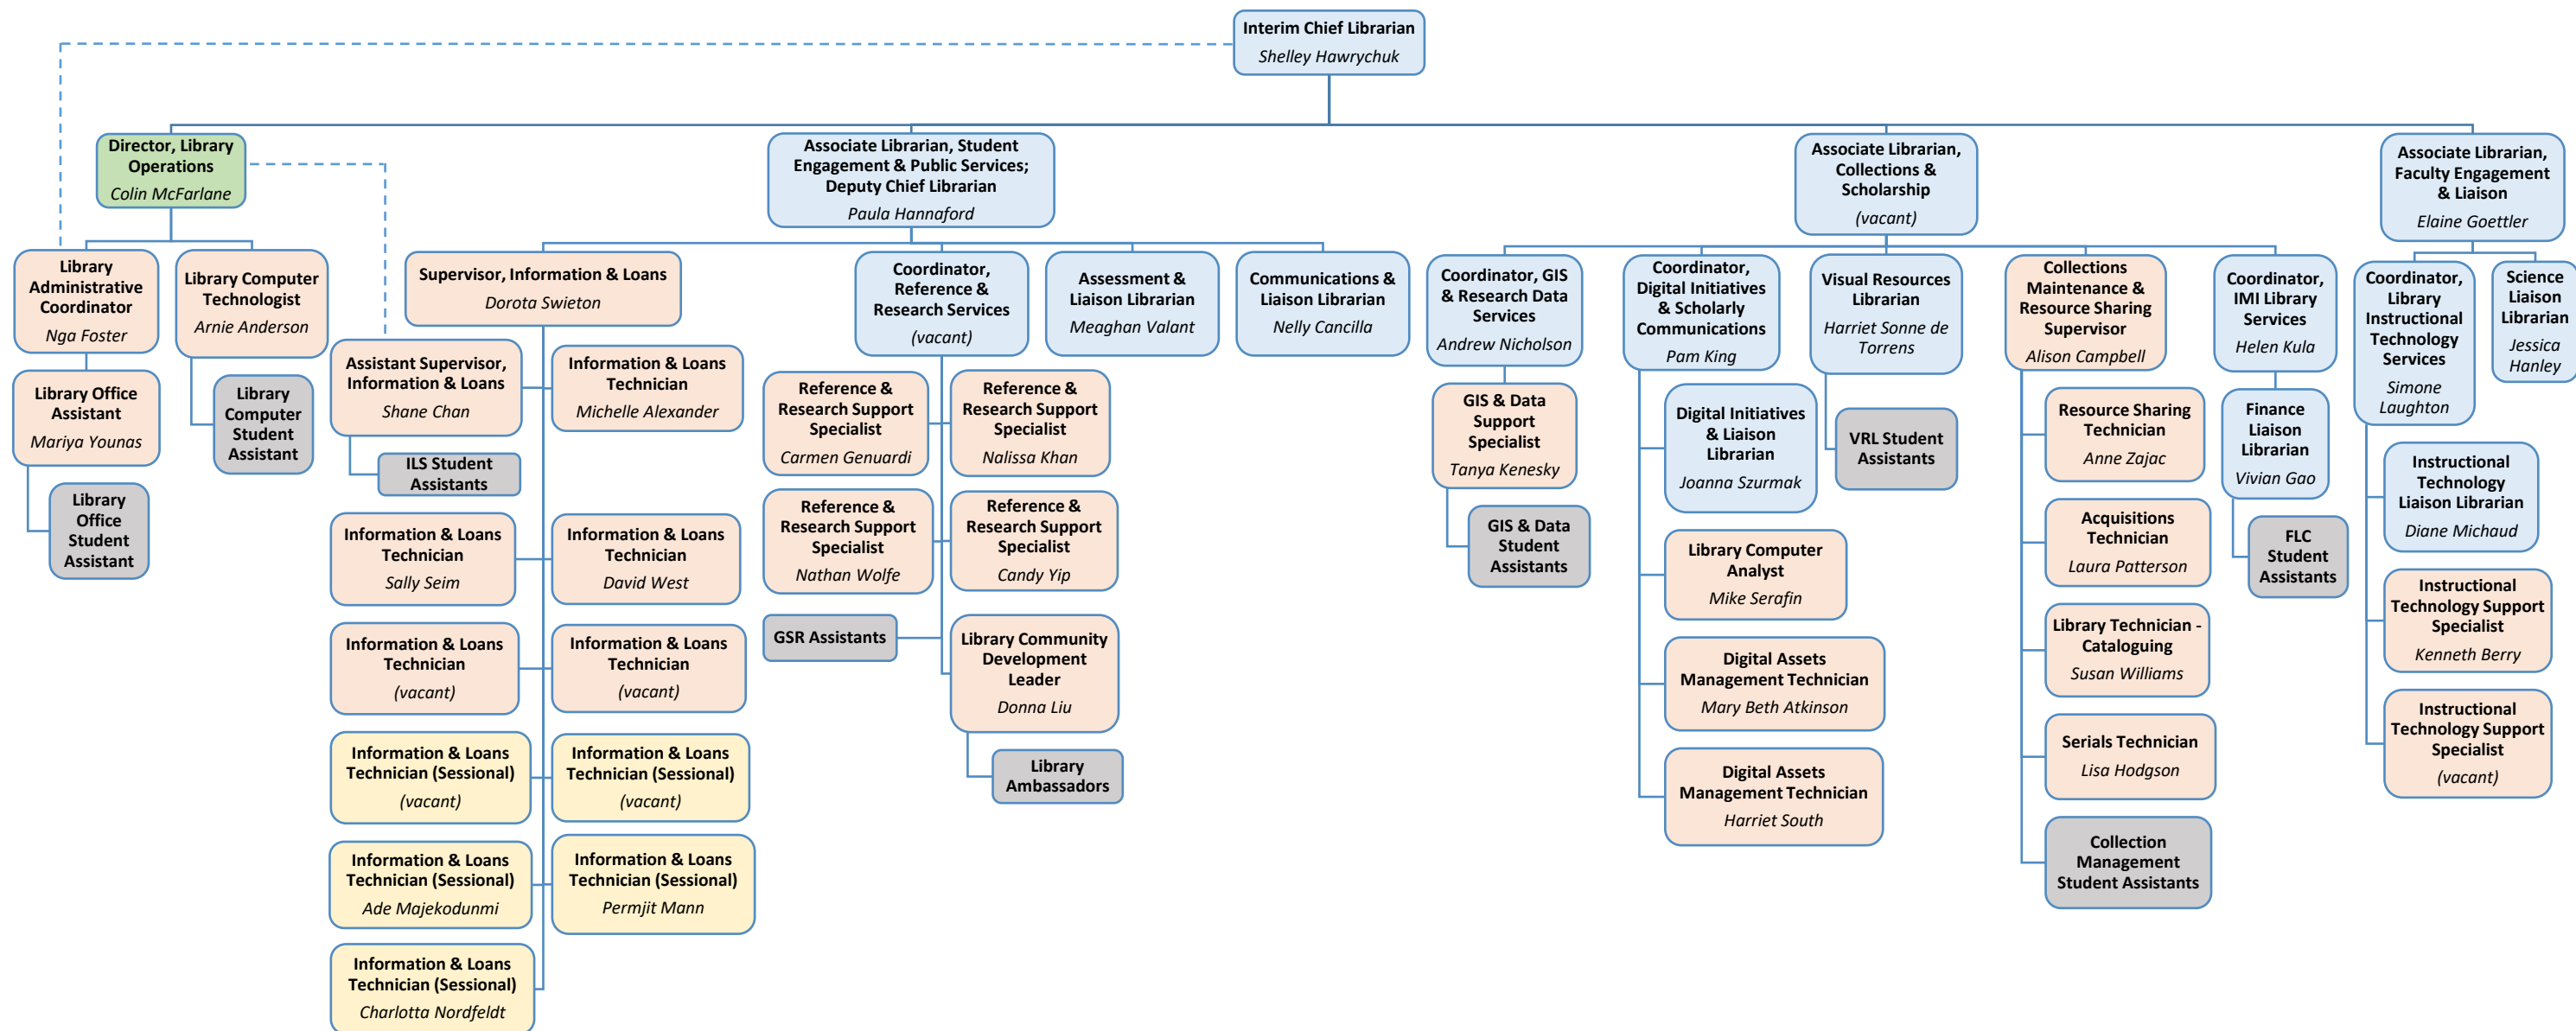 Interim Chief Librarian
Shelley Hawrychuk
Director, Library
Operations
Colin McFarlane
Associate Librarian, Student
Engagement & Public Services;
Deputy Chief Librarian
Paula Hannaford
Associate Librarian,
Collections &
Scholarship
(vacant)
Associate Librarian,
Faculty Engagement
& Liaison
Elaine Goettler
Library
Administrative
Coordinator
Nga Foster
Library Computer
Technologist
Arnie Anderson
Library Office
Assistant
Mariya Younas
Library
Computer
Student
Assistant
Library
Office
Student
Assistant
Supervisor, Information & Loans
Dorota Swieton
Assistant Supervisor,
Information & Loans
Shane Chan
ILS Student
Assistants
Information & Loans
Technician
Michelle Alexander
Information & Loans
Technician
Sally Seim
Information & Loans
Technician
David West
Information & Loans
Technician
(vacant)
Information & Loans
Technician
(vacant)
Information & Loans
Technician (Sessional)
(vacant)
Information & Loans
Technician (Sessional)
(vacant)
Information & Loans
Technician (Sessional)
Ade Majekodunmi
Information & Loans
Technician (Sessional)
Permjit Mann
Information & Loans
Technician (Sessional)
Charlotta Nordfeldt
Coordinator,
Reference &
Research Services
(vacant)
Assessment &
Liaison Librarian
Meaghan Valant
Communications &
Liaison Librarian
Nelly Cancilla
Reference &
Research Support
Specialist
Carmen Genuardi
Reference &
Research Support
Specialist
Nalissa Khan
Reference &
Research Support
Specialist
Nathan Wolfe
Reference &
Research Support
Specialist
Candy Yip
GSR Assistants
Library Community
Development
Leader
Donna Liu
Library
Ambassadors
Coordinator, GIS
& Research Data
Services
Andrew Nicholson
GIS & Data
Support
Specialist
Tanya Kenesky
GIS & Data
Student
Assistants
Coordinator,
Digital Initiatives
& Scholarly
Communications
Pam King
Digital Initiatives
& Liaison
Librarian
Joanna Szurmak
Library Computer
Analyst
Mike Serafin
Digital Assets
Management Technician
Mary Beth Atkinson
Digital Assets
Management Technician
Harriet South
Visual Resources
Librarian
Harriet Sonne de
Torrens
VRL Student
Assistants
Collections
Maintenance &
Resource Sharing
Supervisor
Alison Campbell
Resource Sharing
Technician
Anne Zajac
Acquisitions
Technician
Laura Patterson
Library Technician -
Cataloguing
Susan Williams
Serials Technician
Lisa Hodgson
Collection
Management
Student Assistants
Coordinator,
IMI Library
Services
Helen Kula
Finance
Liaison
Librarian
Vivian Gao
FLC
Student
Assistants
Coordinator,
Library
Instructional
Technology
Services
Simone
Laughton
Science
Liaison
Librarian
Jessica
Hanley
Instructional
Technology
Liaison Librarian
Diane Michaud
Instructional
Technology Support
Specialist
Kenneth Berry
Instructional
Technology Support
Specialist
(vacant)